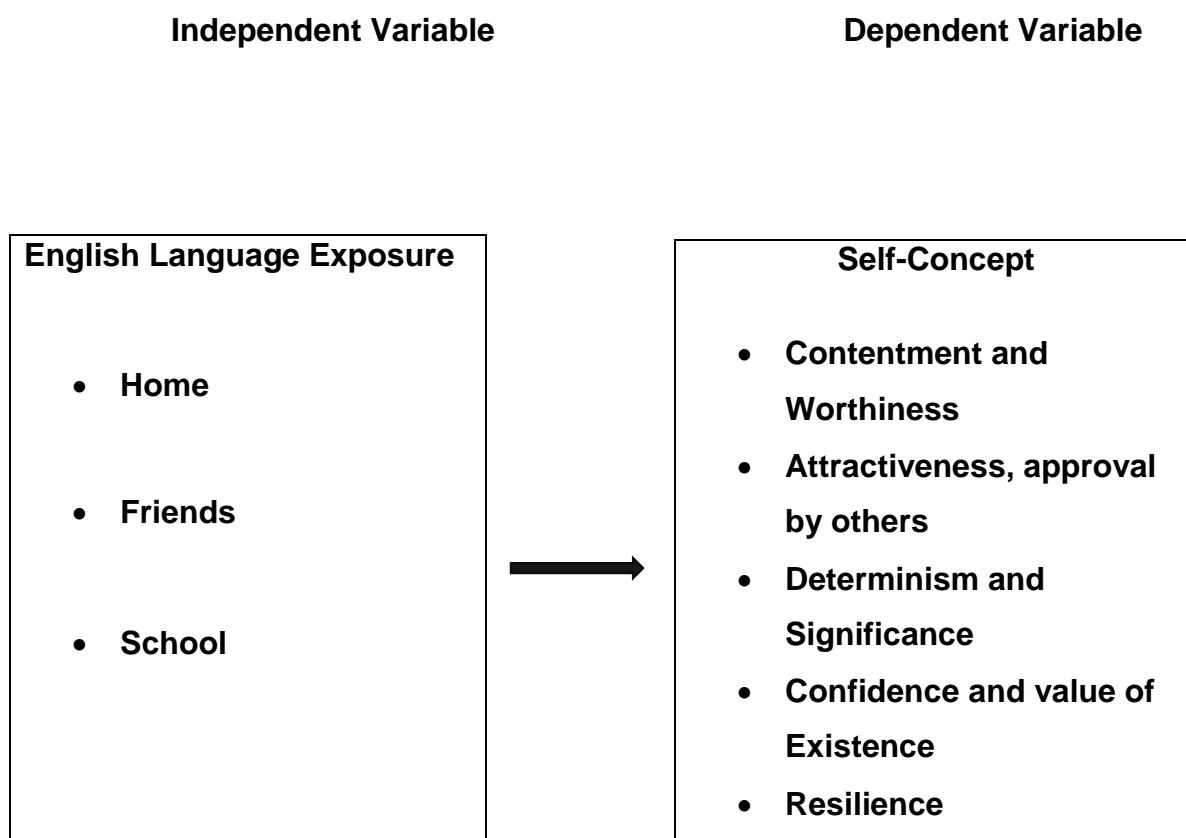 Independent Variable
Dependent Variable
English Language Exposure
• Home
• Friends
• School
Self-Concept
• Contentment and
Worthiness
• Attractiveness, approval
by others
• Determinism and
Significance
• Confidence and value of
Existence
• Resilience